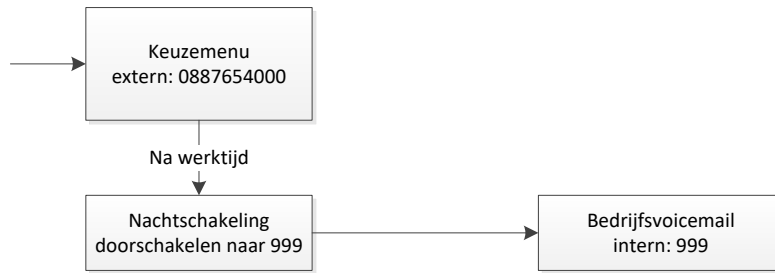 Keuzemenu
extern: 0887654000
Na werktijd
Nachtschakeling
doorschakelen naar 999
Bedrijfsvoicemail
intern: 999